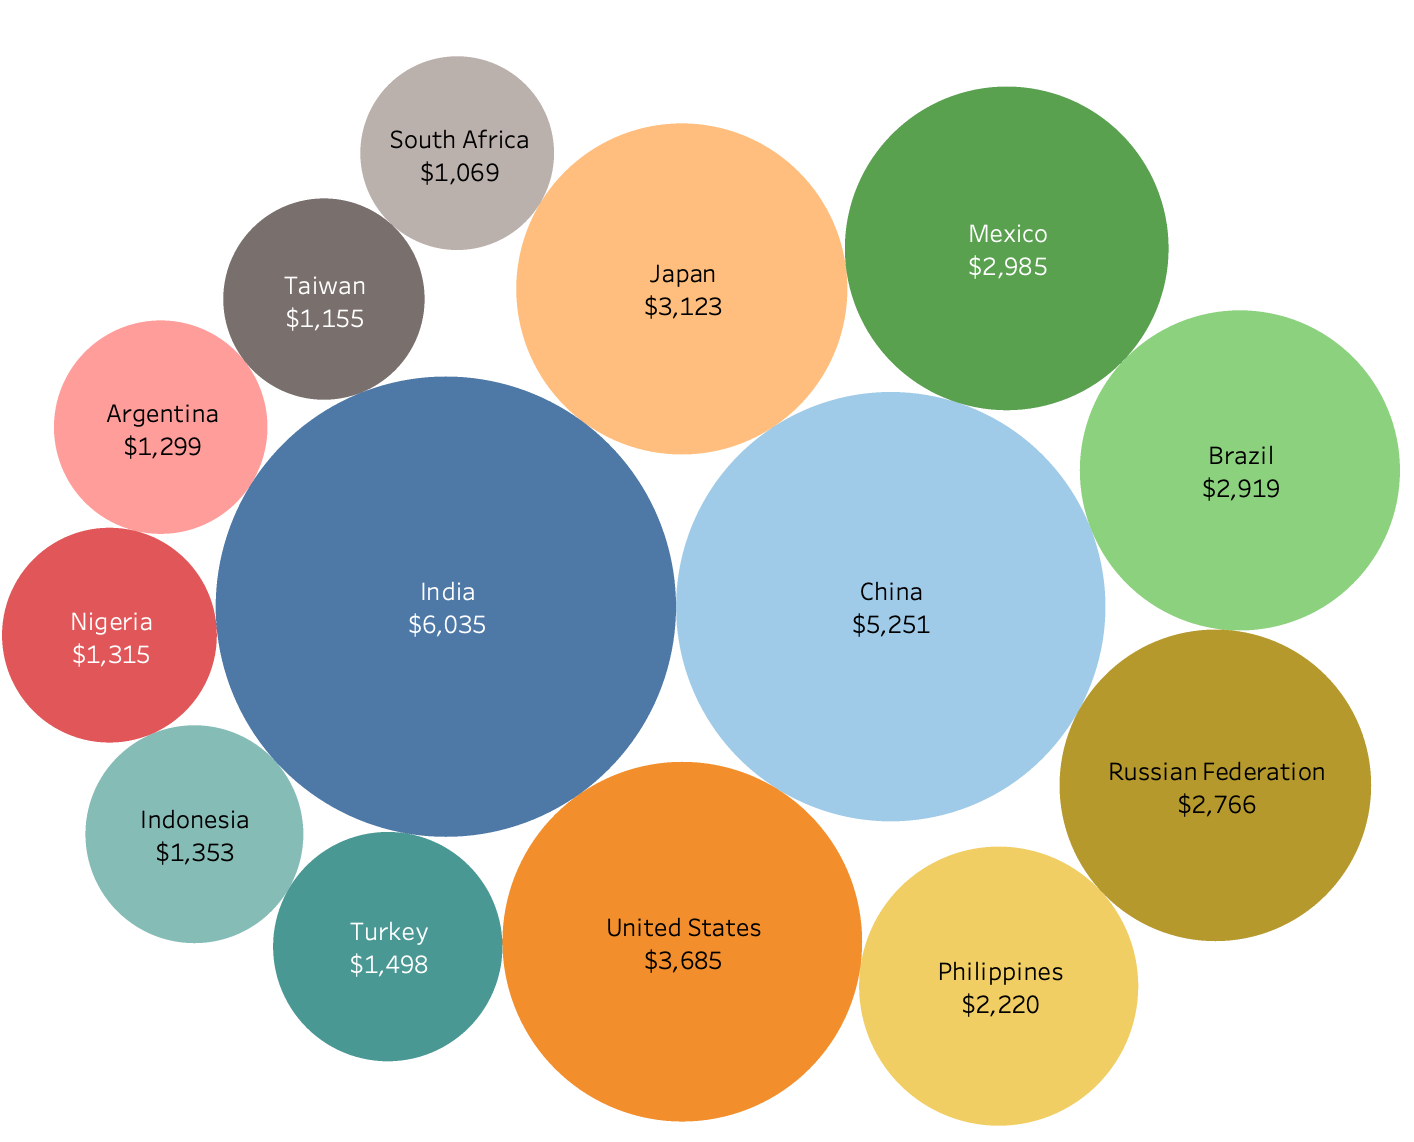 South Africa
$1,069
Mexico
$2,985
Japan
$3,123
Taiwan
$1,155
Argentina
$1,299
Brazil
$2,919
India
$6,035
China
$5,251
Nigeria
$1,315
Russian Federation
$2,766
Indonesia
$1,353
Turkey
$1,498
United States
$3,685
Philippines
$2,220